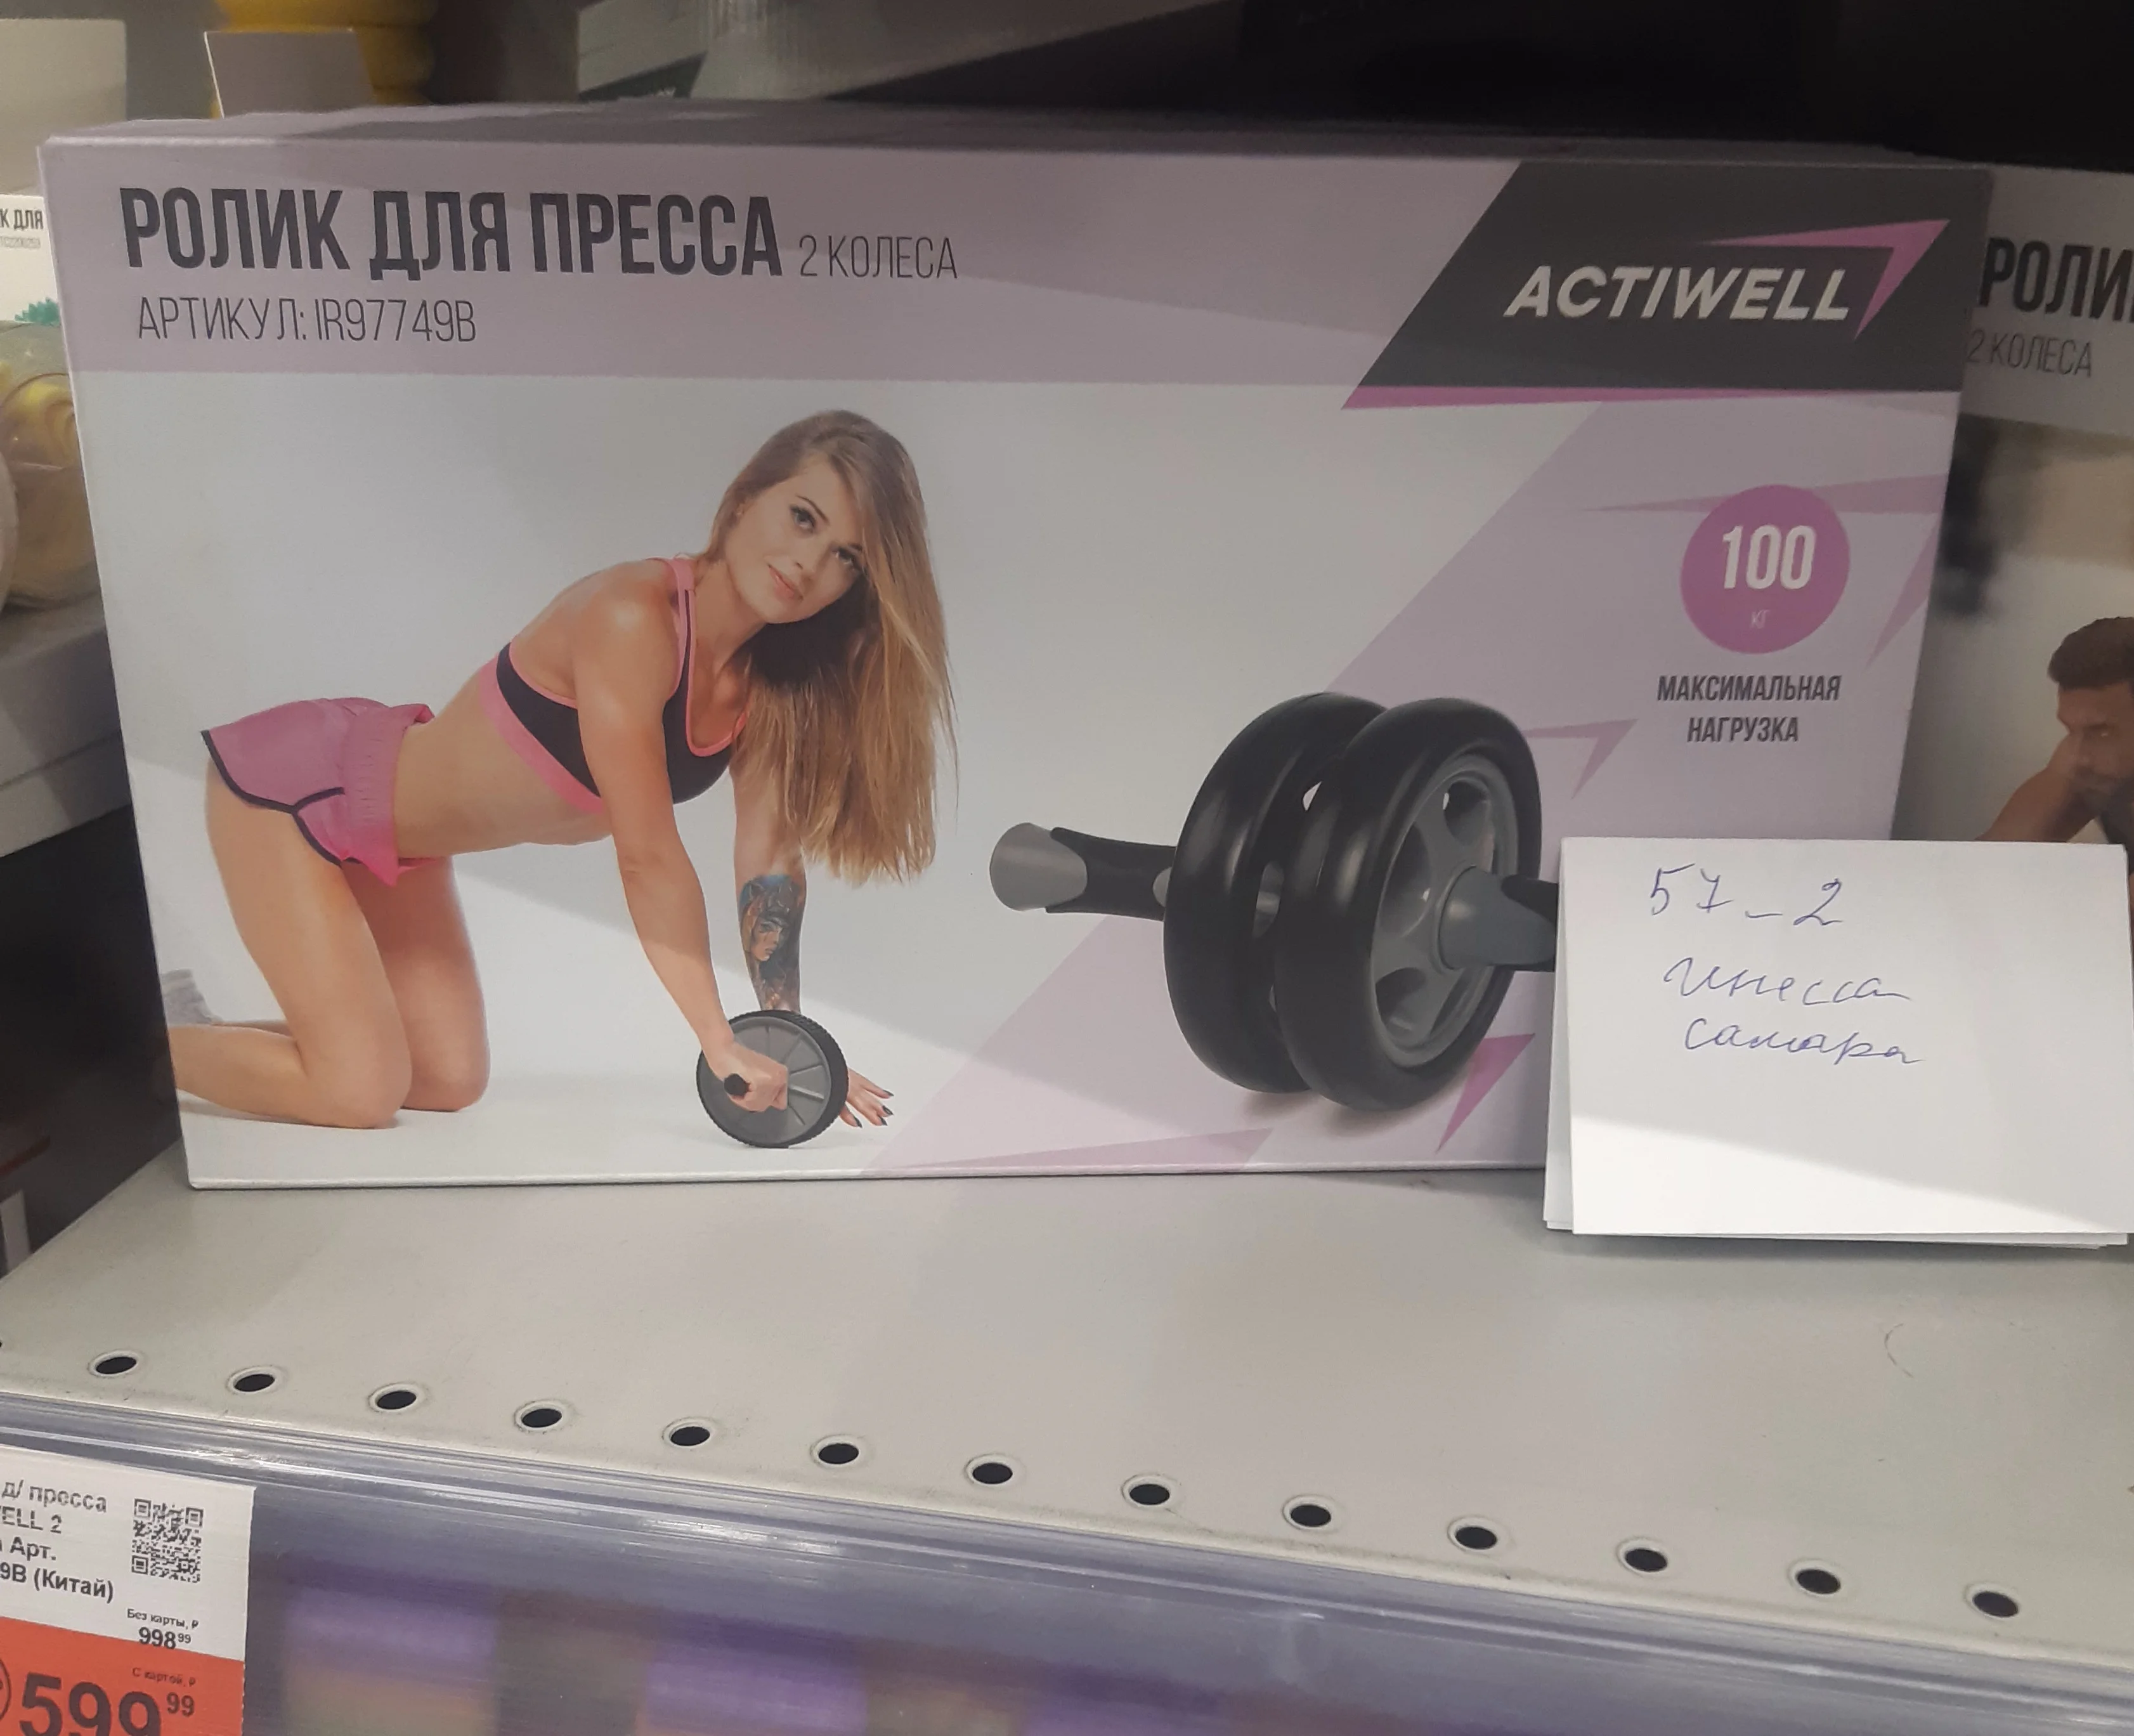 РОЛИК ДЛЯ ПРЕССА 2 КОЛЕСА
АРТИКУЛ: IR97749B
ACTIWELL
100
КГ
МАКСИМАЛЬНАЯ
НАГРУЗКА
57-2
инесса
самара
К ДЛЯ
РОЛИ
2 КОЛЕСА
д/ пресса
ELL 2
Арт.
9B (Китай)
Без карты, ₽
998 99
С картой, ₽
599 99